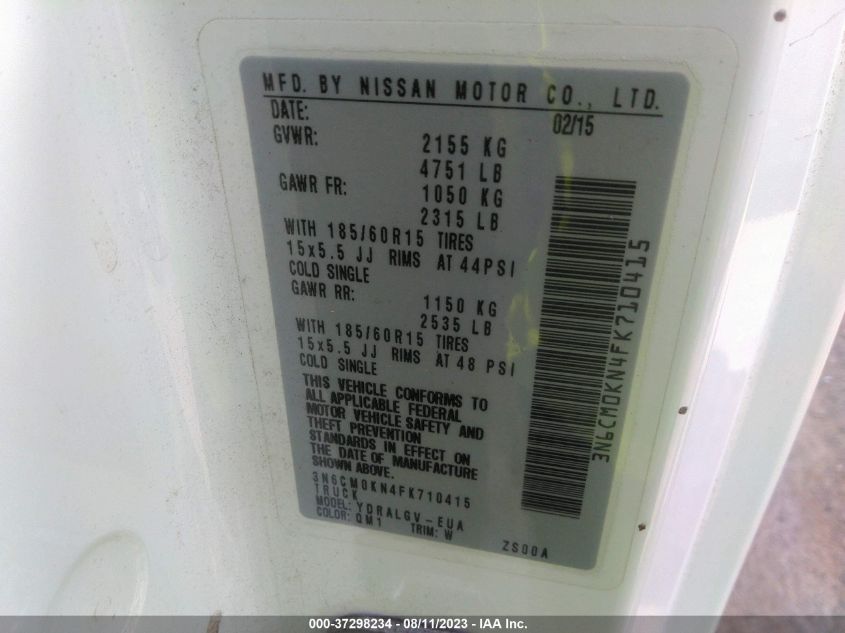 MFD. BY NISSAN MOTOR CO., LTD.
DATE: 02/15
GVWR: 2155 KG
4751 LB
GAWR FR: 1050 KG
2315 LB
WITH 185/60R15 TIRES
15x5.5 JJ RIMS AT 44PSI
COLD SINGLE
GAWR RR: 1150 KG
2535 LB
WITH 185/60R15 TIRES
15x5.5 JJ RIMS AT 48 PSI
COLD SINGLE
THIS VEHICLE CONFORMS TO
ALL APPLICABLE FEDERAL
MOTOR VEHICLE SAFETY AND
THEFT PREVENTION
STANDARDS IN EFFECT ON
THE DATE OF MANUFACTURE
SHOWN ABOVE.
3N6CM0KN4FK710415
TRUCK
MODEL: YDRALGV-EUA
COLOR: QM1 TRIM: W
ZS00A
3N6CM0KN4FK710415
000-37298234 - 08/11/2023 - IAA Inc.